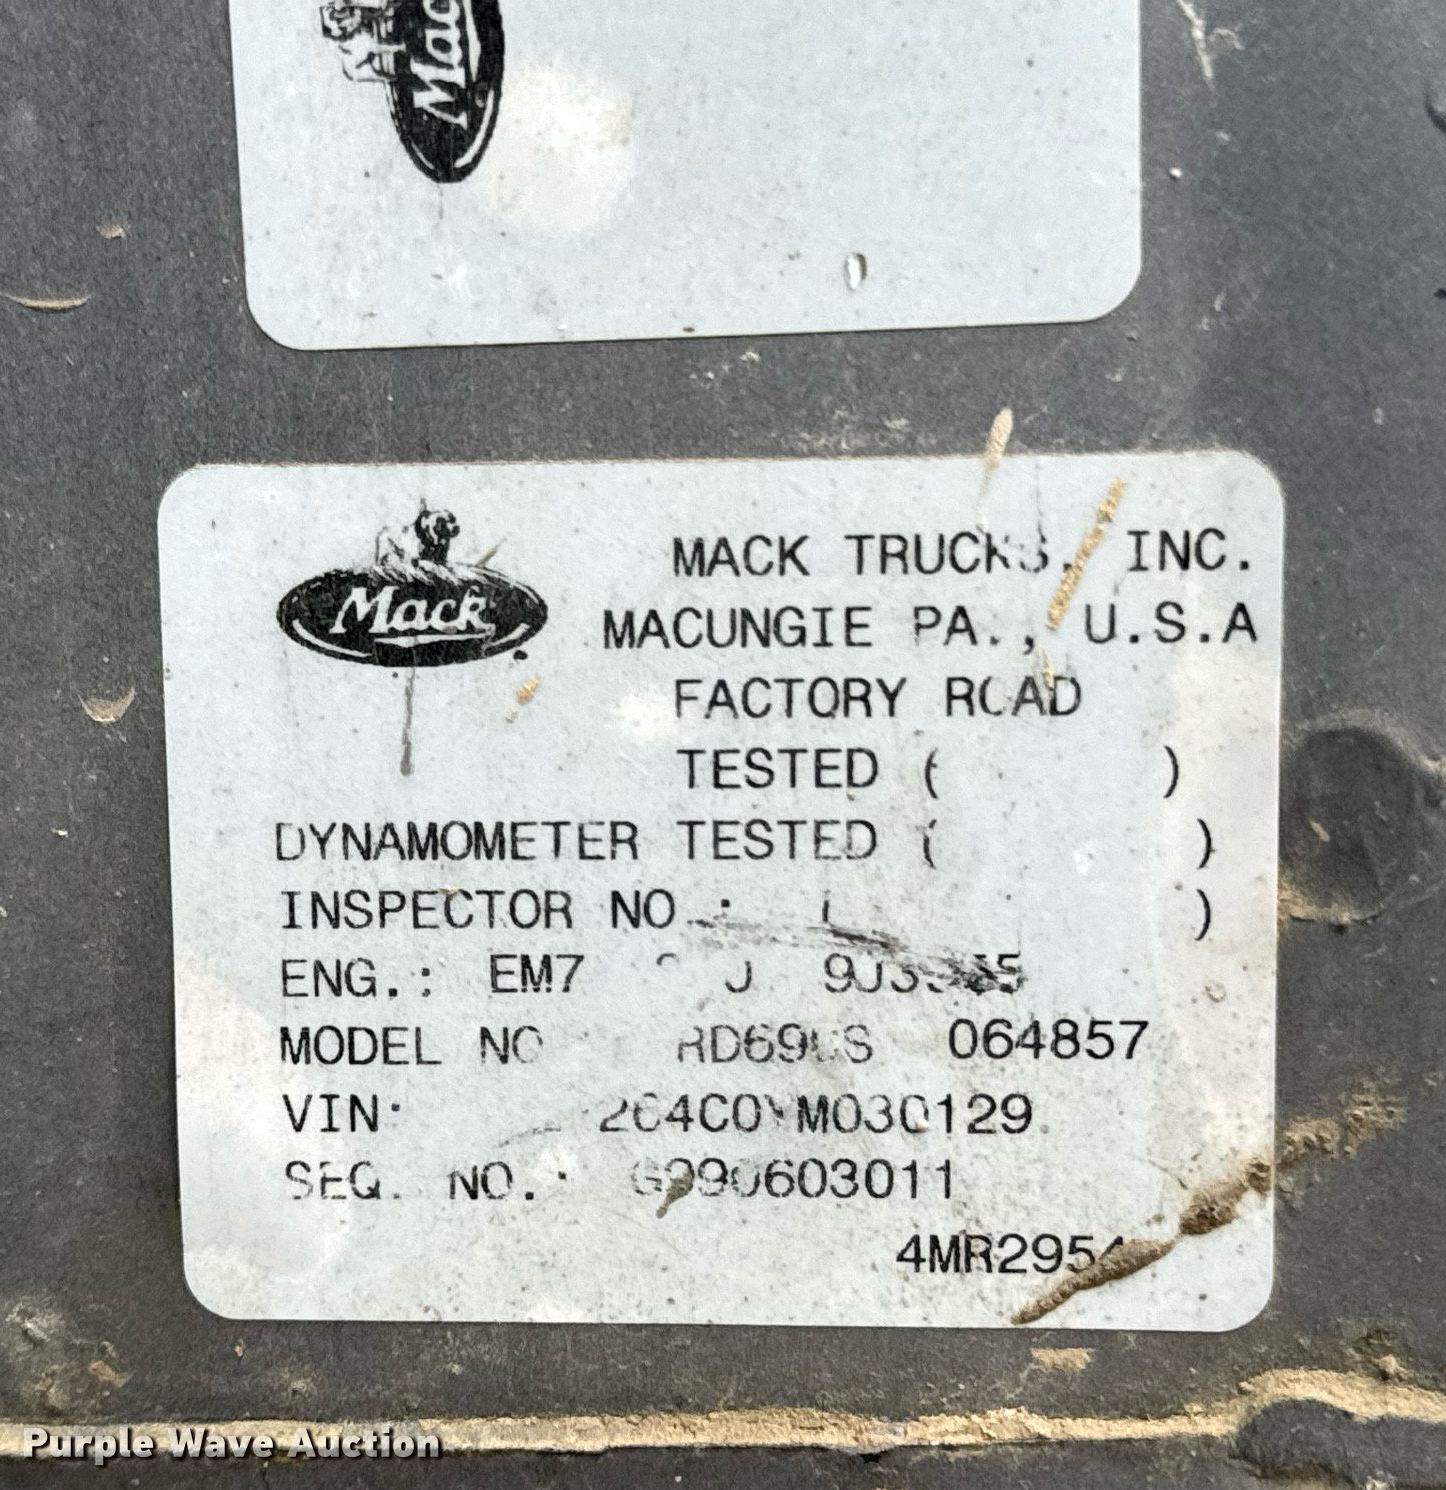 Mack
Mack
MACK TRUCKS, INC.
MACUNGIE PA., U.S.A
FACTORY ROAD
TESTED ( )
DYNAMOMETER TESTED ( )
INSPECTOR NO.: ( )
ENG.: EM7
MODEL NO RD690S 064857
VIN:
SEQ. NO.:
Purple Wave Auction